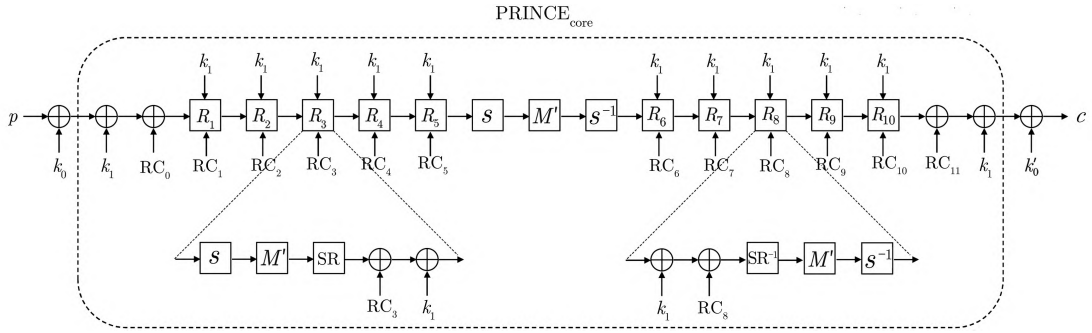 PRINCE_core
k_1 k_1 k_1 k_1 k_1 k_1 k_1 k_1 k_1 k_1
p R_1 R_2 R_3 R_4 R_5 S M′ S⁻¹ R_6 R_7 R_8 R_9 R_10 c
k_0 k_1 RC_0 RC_1 RC_2 RC_3 RC_4 RC_5 RC_6 RC_7 RC_8 RC_9 RC_10 RC_11 k_1 k′_0
S M′ SR k_1 RC_8 SR⁻¹ M′ S⁻¹
RC_3 k_1